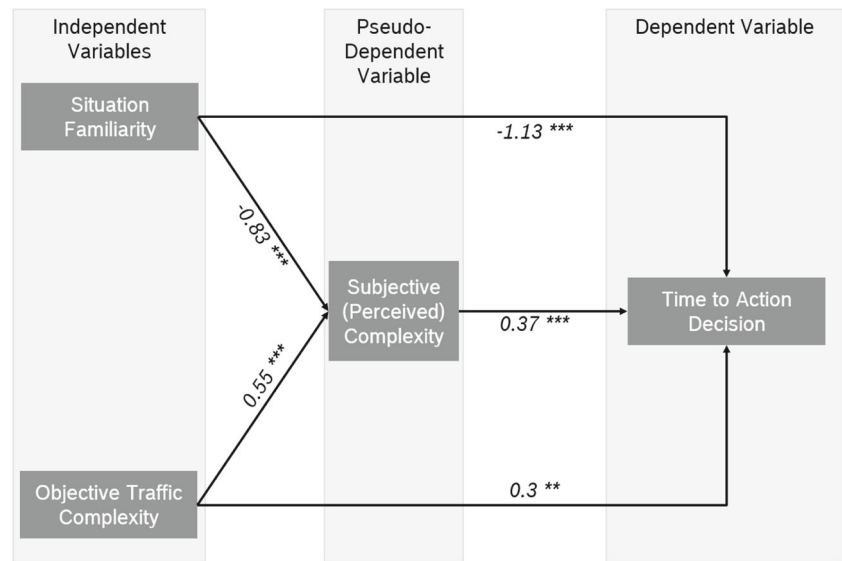 Independent
Variables
Pseudo-
Dependent
Variable
Dependent Variable
Situation
Familiarity
-1.13 ***
-0.83 ***
Subjective
(Perceived)
Complexity
0.37 ***
Time to Action
Decision
0.55 ***
Objective Traffic
Complexity
0.3 **